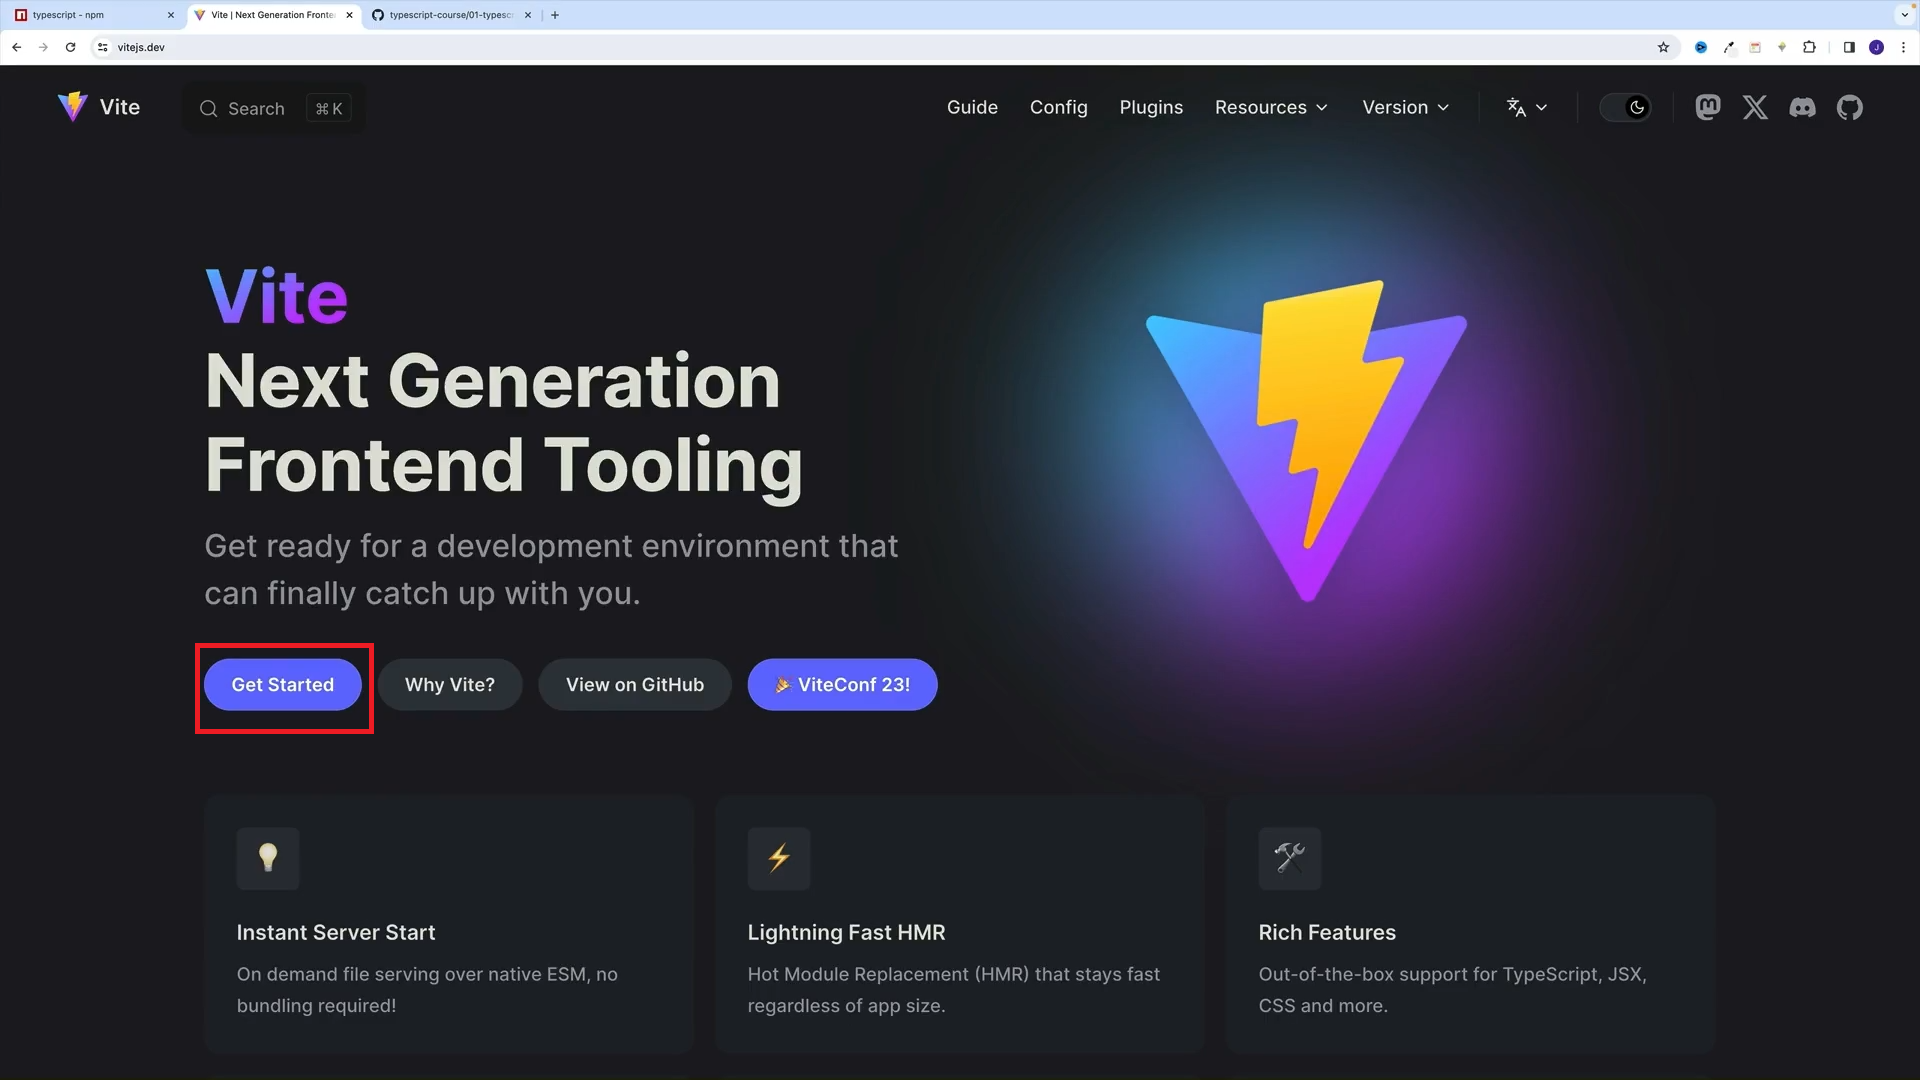 typescript - npm
Vite | Next Generation Fronte
typescript-course/01-typesc
vitejs.dev
Vite
Search
⌘ K
Guide
Config
Plugins
Resources
Version
Vite
Next Generation
Frontend Tooling
Get ready for a development environment that
can finally catch up with you.
Get Started
Why Vite?
View on GitHub
🎉 ViteConf 23!
Instant Server Start
On demand file serving over native ESM, no
bundling required!
Lightning Fast HMR
Hot Module Replacement (HMR) that stays fast
regardless of app size.
Rich Features
Out-of-the-box support for TypeScript, JSX,
CSS and more.